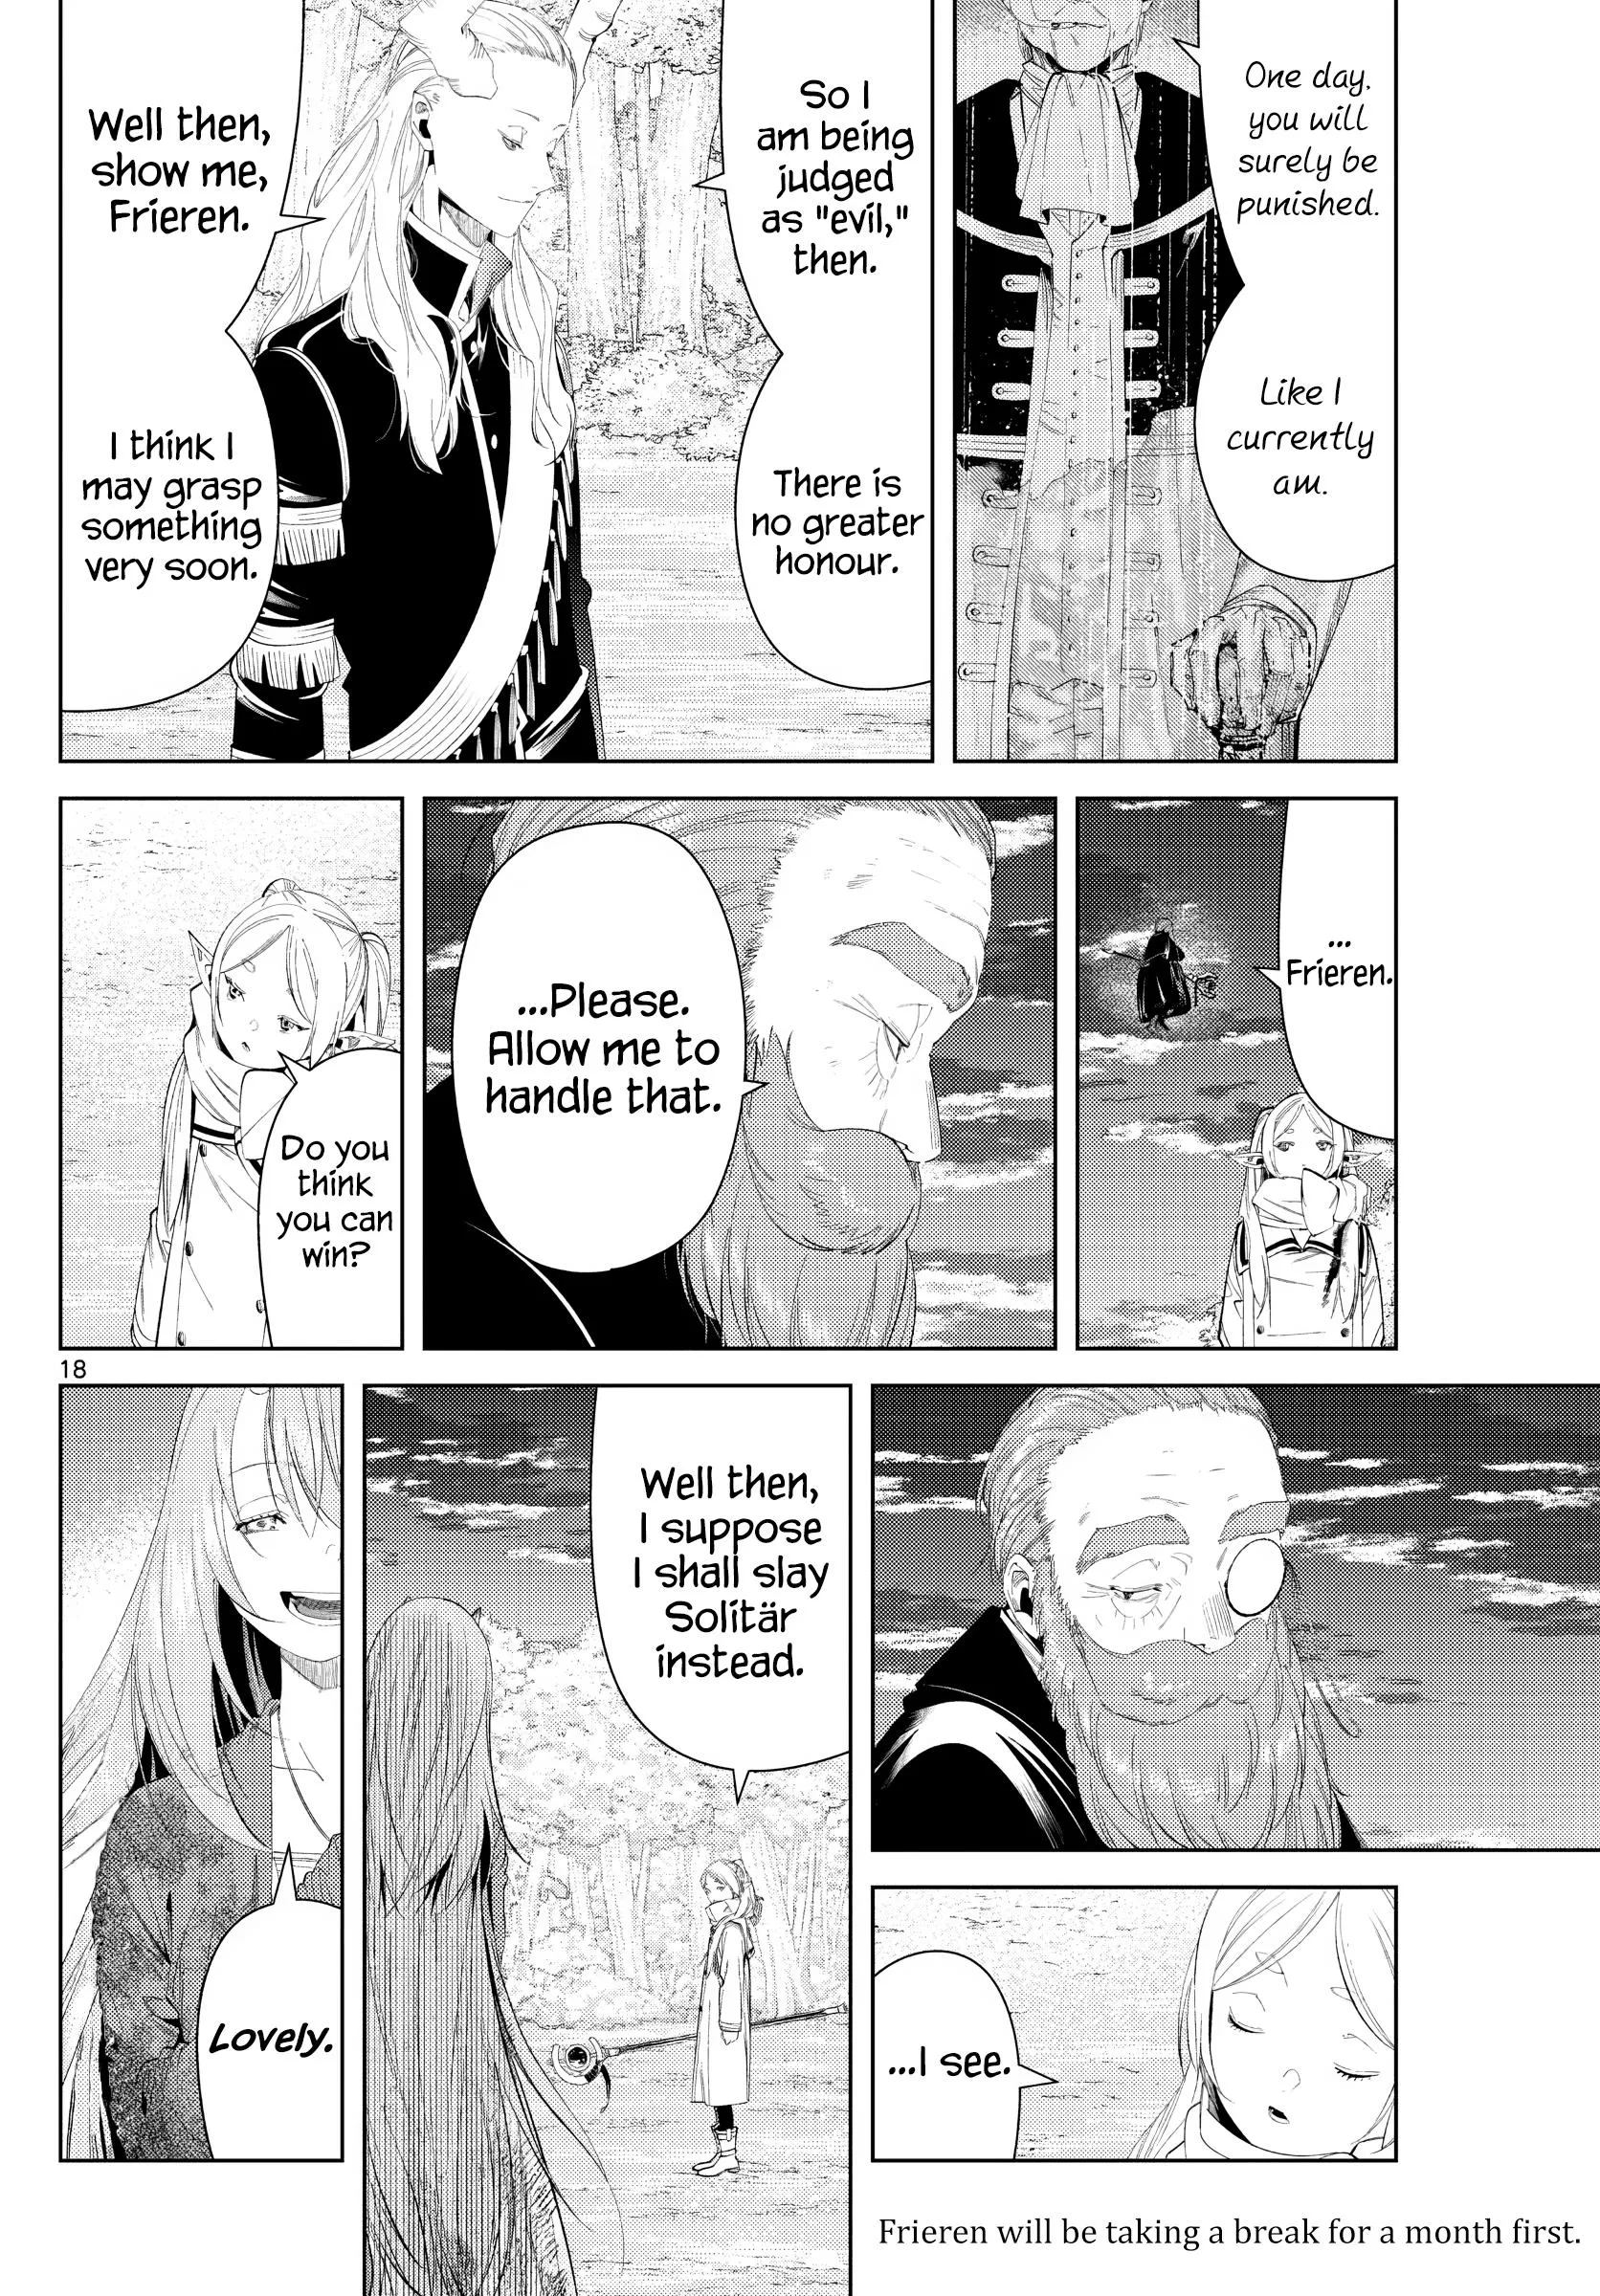 One day,
you will
surely be
punished.
Like I
currently
am.
So I
am being
judged
as "evil,"
then.
There is
no greater
honour.
Well then,
show me,
Frieren.
I think I
may grasp
something
very soon.
...
Frieren.
...Please.
Allow me to
handle that.
Do you
think
you can
win?
18
...I see.
Well then,
I suppose
I shall slay
Solitär
instead.
Lovely.
Frieren will be taking a break for a month first.